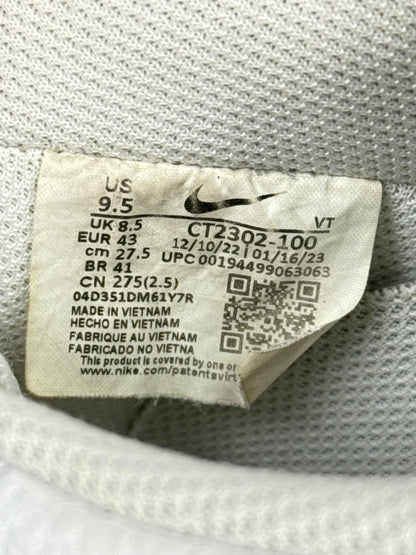 US
9.5
UK 8.5
EUR 43
cm 27.5
BR 41
CN 275(2.5)
VT
CT2302-100
12/10/22 | 01/16/23
UPC 00194499063063
04D351DM61Y7R
MADE IN VIETNAM
HECHO EN VIETNAM
FABRIQUE AU VIETNAM
FABRICADO NO VIETNA
This product is covered by one or
www.nike.com/patents